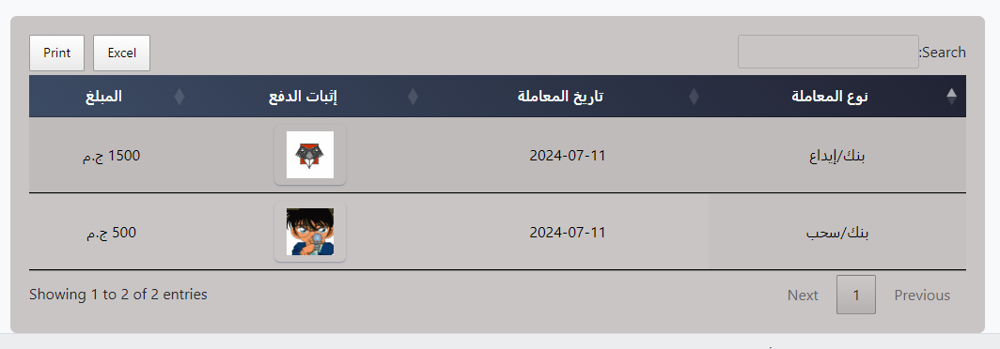 Print Excel Search:
نوع المعاملة تاريخ المعاملة إثبات الدفع المبلغ
بنك/إيداع 2024-07-11 1500 ج.م
بنك/سحب 2024-07-11 500 ج.م
Showing 1 to 2 of 2 entries Next 1 Previous